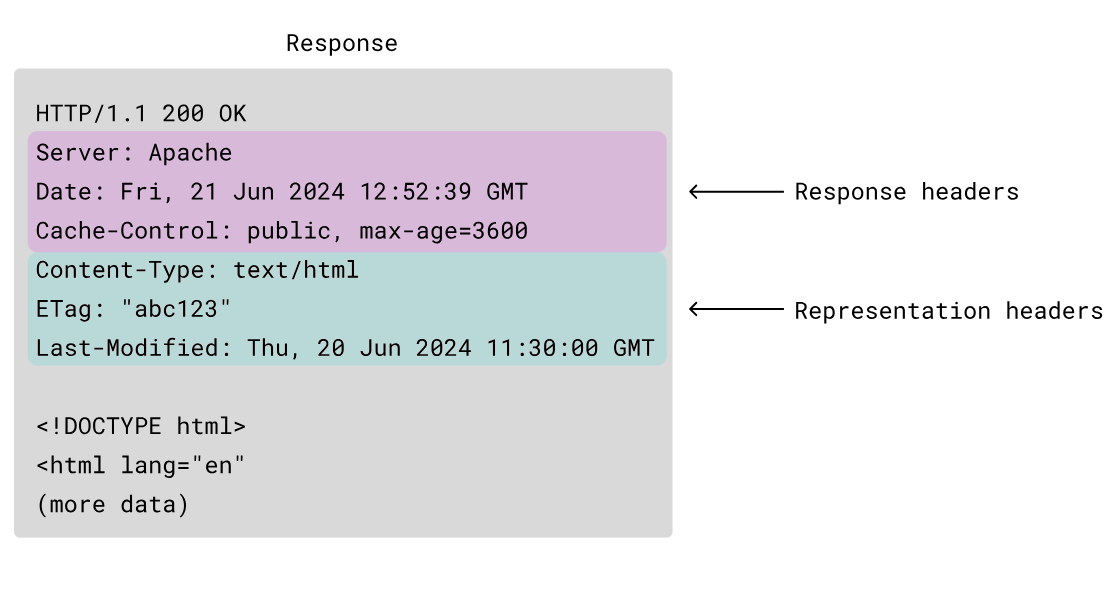 Response
HTTP/1.1 200 OK
Server: Apache
Date: Fri, 21 Jun 2024 12:52:39 GMT
Cache-Control: public, max-age=3600
Response headers
Content-Type: text/html
ETag: "abc123"
Last-Modified: Thu, 20 Jun 2024 11:30:00 GMT
Representation headers
<!DOCTYPE html>
<html lang="en"
(more data)